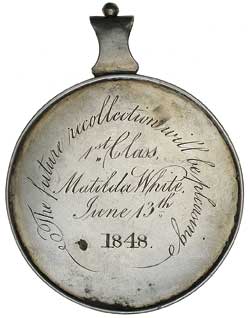 The future recollection will be pleasing
1st Class,
Matilda White,
June 13th
1848.